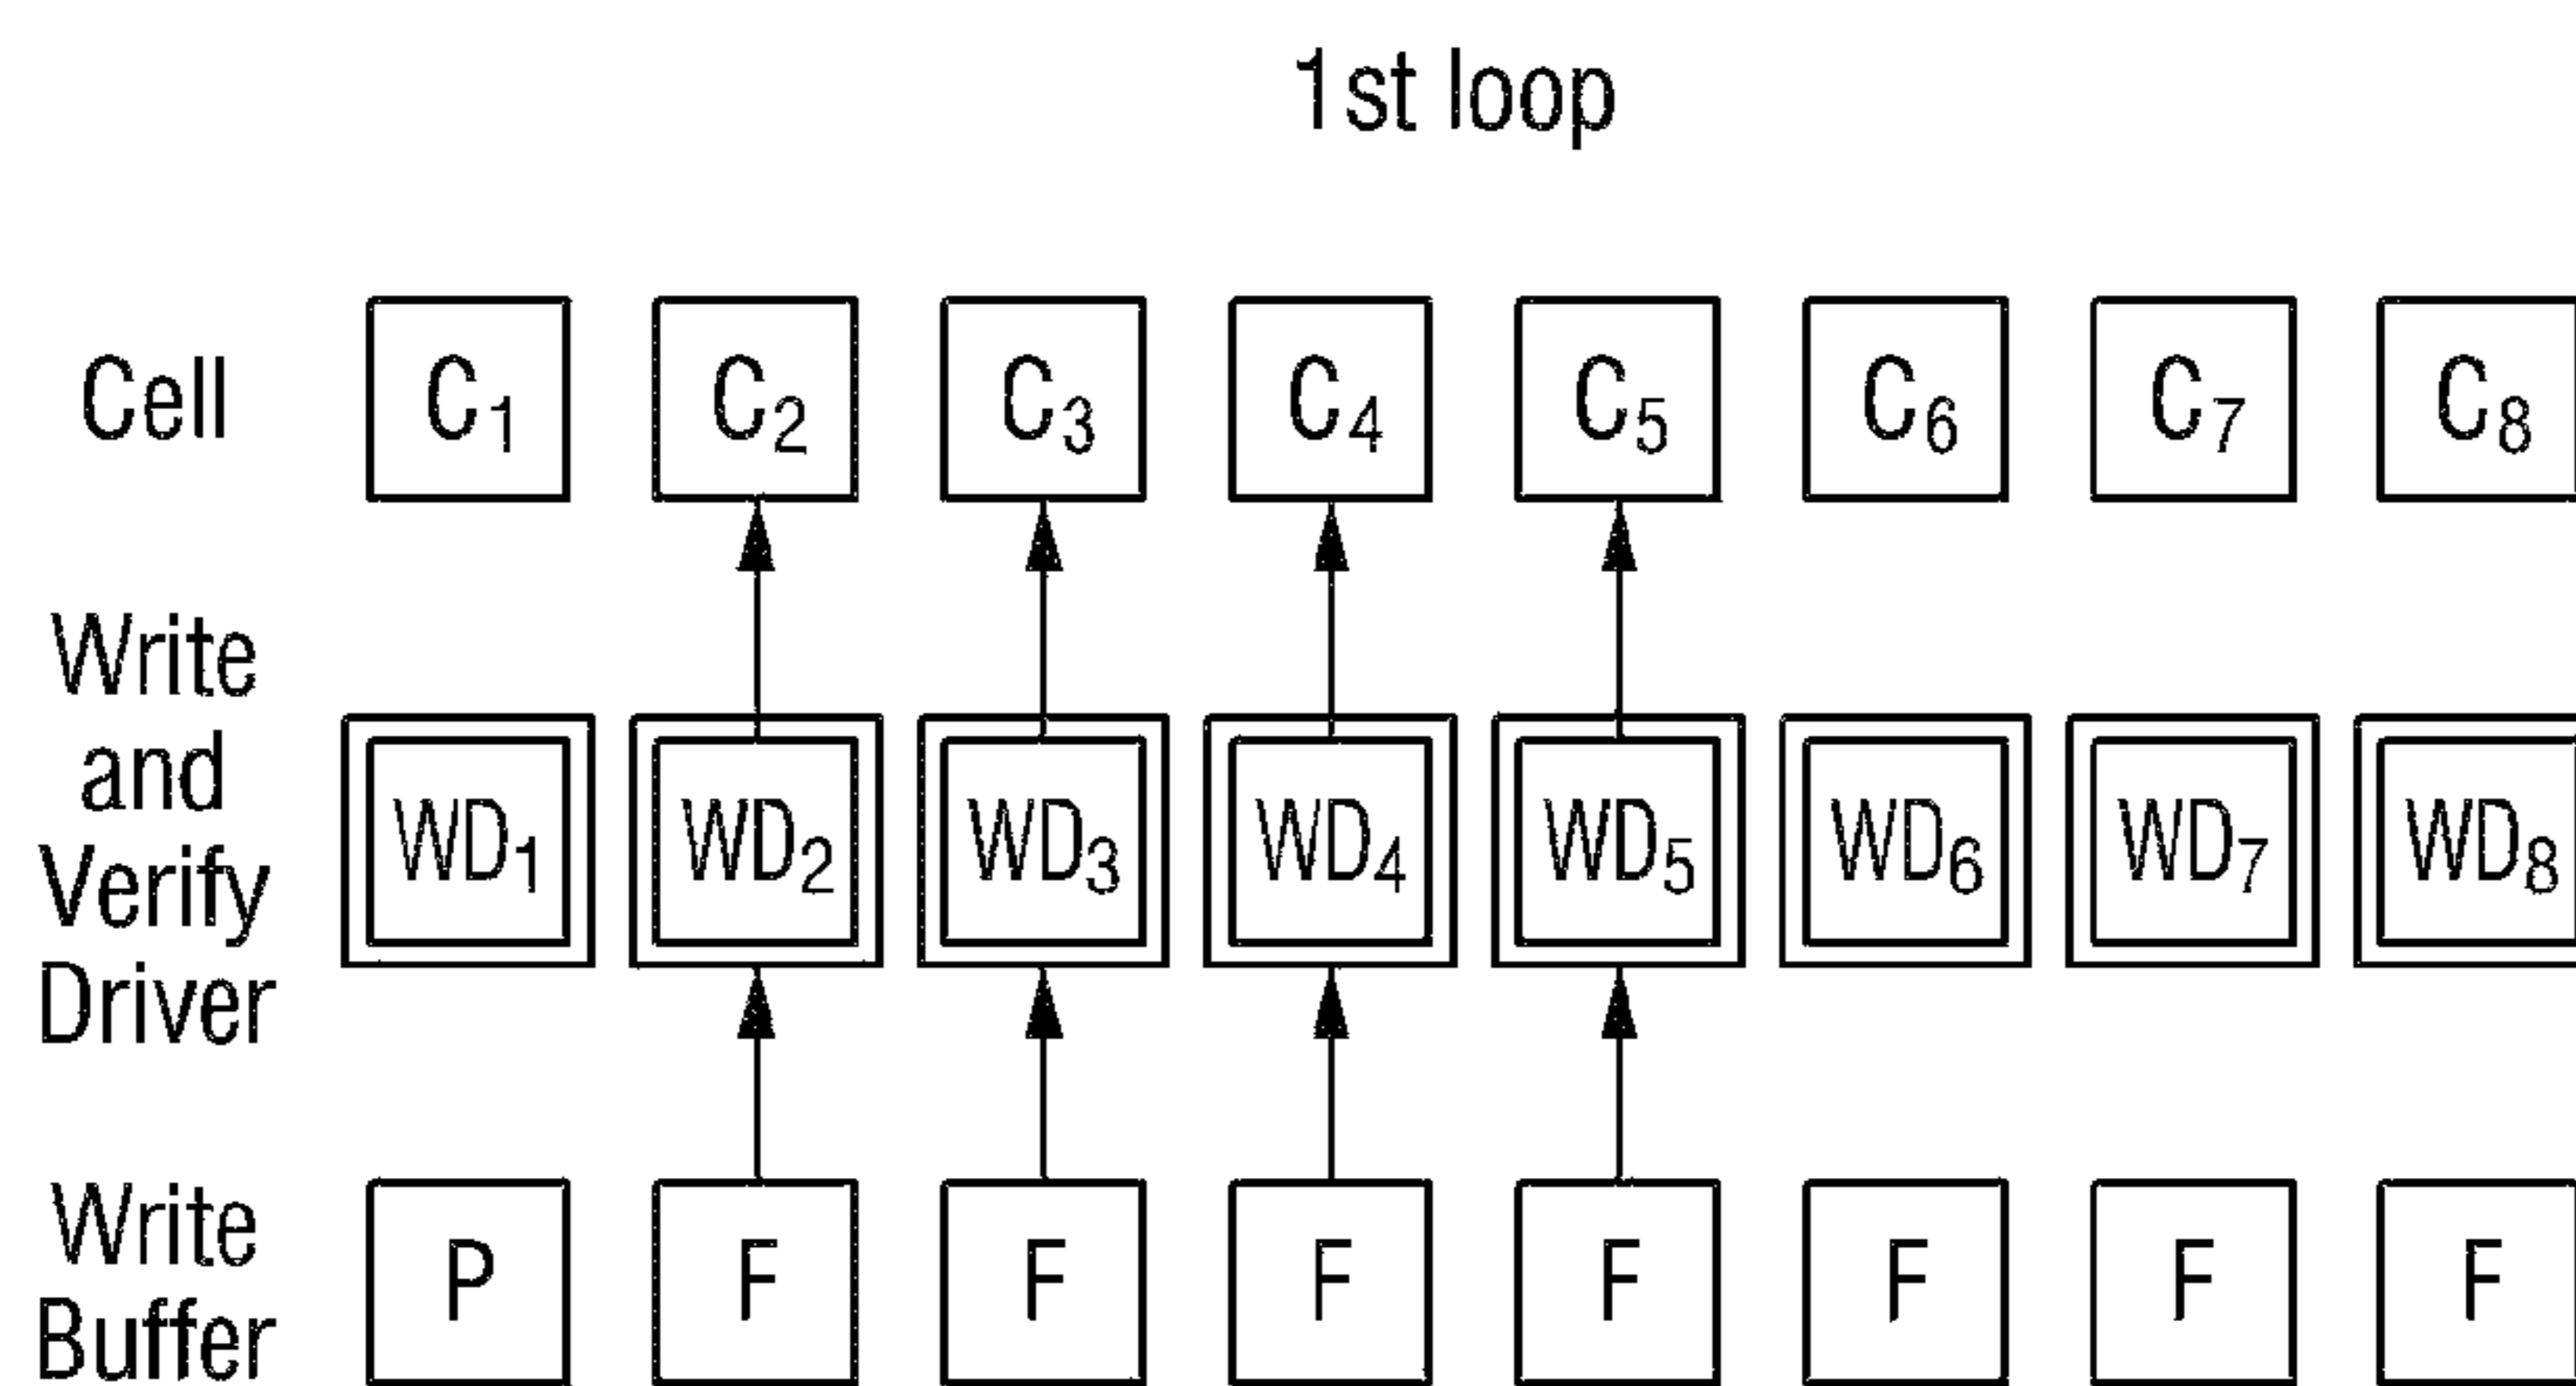 1st loop
Cell C1 C2 C3 C4 C5 C6 C7 C8
Write
and
Verify
Driver
WD1 WD2 WD3 WD4 WD5 WD6 WD7 WD8
Write
Buffer
P F F F F F F F